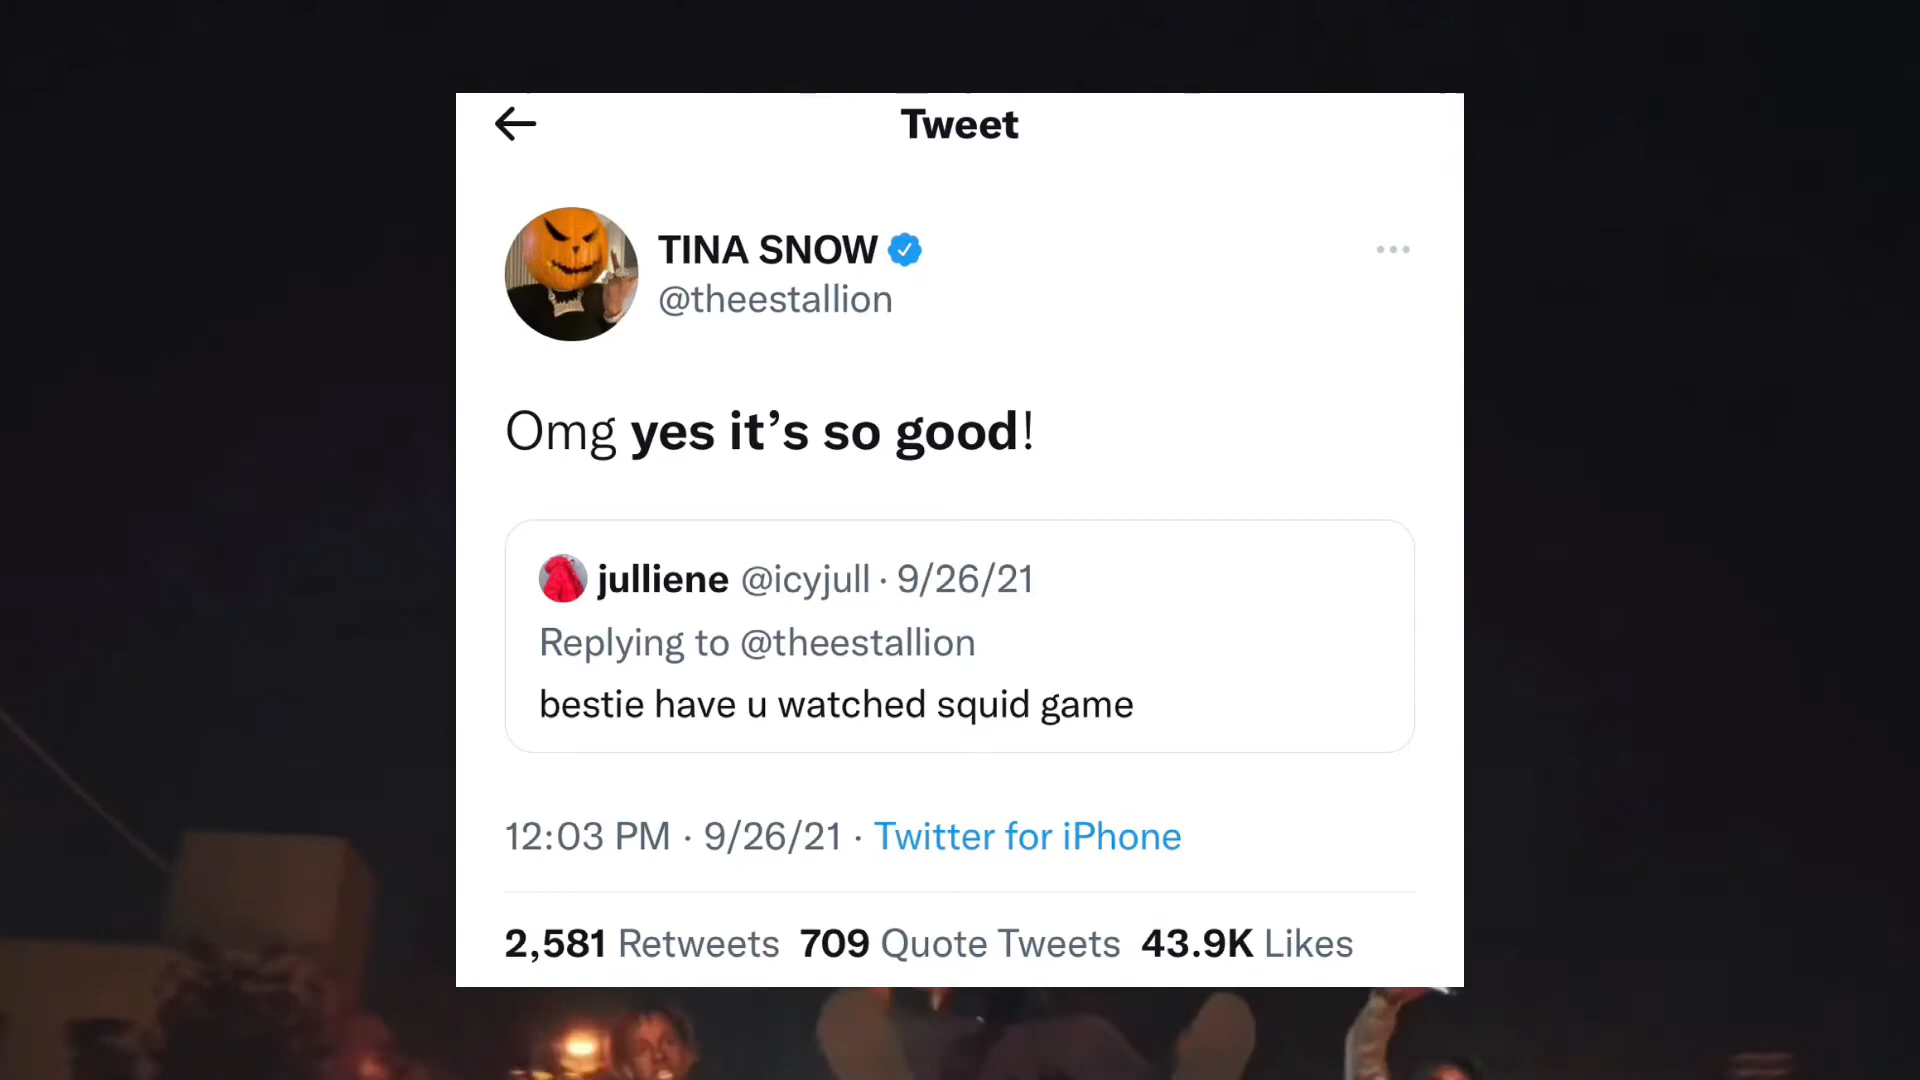 Tweet
TINA SNOW
@theestallion
Omg yes it’s so good!
julliene @icyjull · 9/26/21
Replying to @theestallion
bestie have u watched squid game
12:03 PM · 9/26/21 · Twitter for iPhone
2,581 Retweets 709 Quote Tweets 43.9K Likes